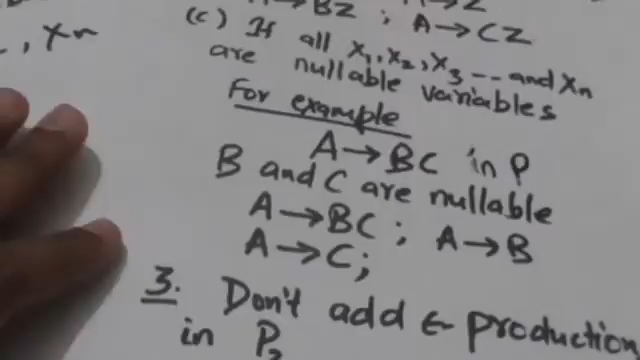 →BZ ; A→Z
, Xn
(c) If all X₁, X₂, X₃ --- and Xn
A→CZ
are nullable variables
For example
A→BC in P
B and C are nullable
A→BC ; A→B
A→C;
3. Don't add ϵ production
in P₂